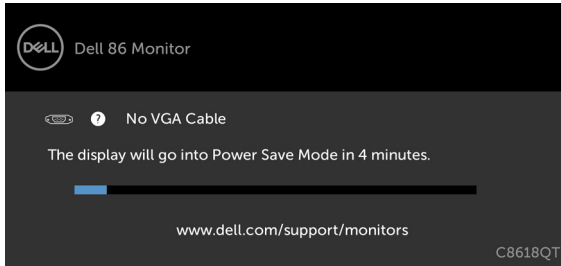 DELL
Dell 86 Monitor
? No VGA Cable
The display will go into Power Save Mode in 4 minutes.
www.dell.com/support/monitors
C8618QT